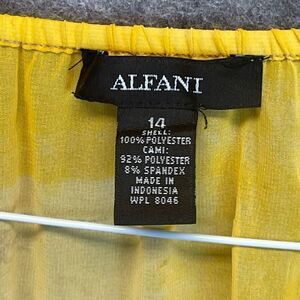 ALFANI
14
SHELL:
100% POLYESTER
CAMI:
92% POLYESTER
8% SPANDEX
MADE IN
INDONESIA
WPL 8046